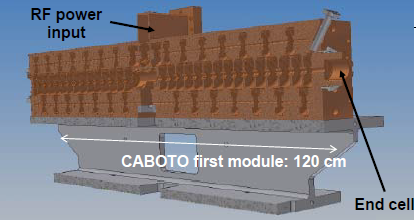 RF power
input
CABOTO first module: 120 cm
End cell